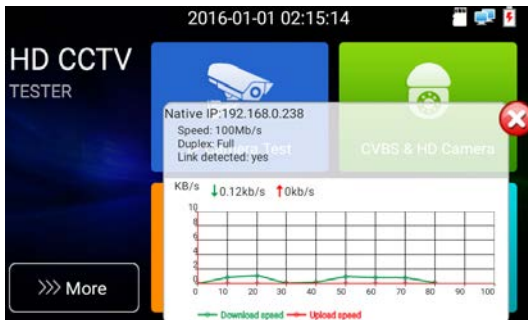 2016-01-01 02:15:14
HD CCTV
TESTER
Native IP:192.168.0.238
Speed: 100Mb/s
Duplex: Full
Link detected: yes
Test
CVBS & HD Camera
KB/s ↓0.12kb/s ↑0kb/s
10
8
6
4
2
0
0 10 20 30 40 50 60 70 80 90 100
Download speed Upload speed
>>> More